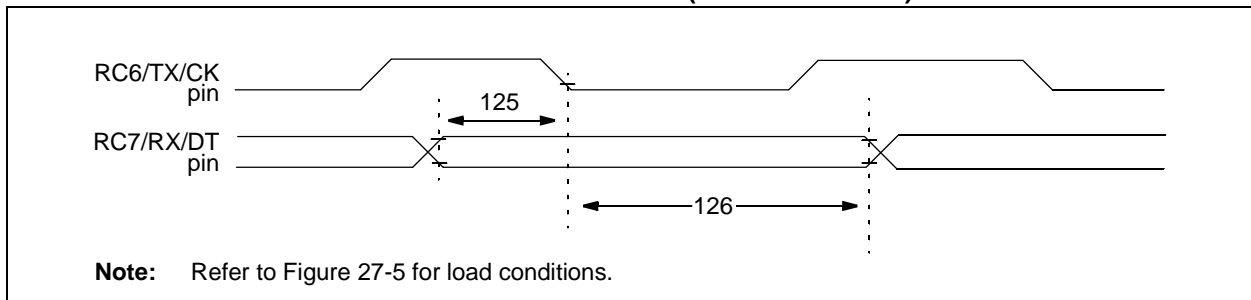 RC6/TX/CK
pin
125
RC7/RX/DT
pin
126
Note: Refer to Figure 27-5 for load conditions.